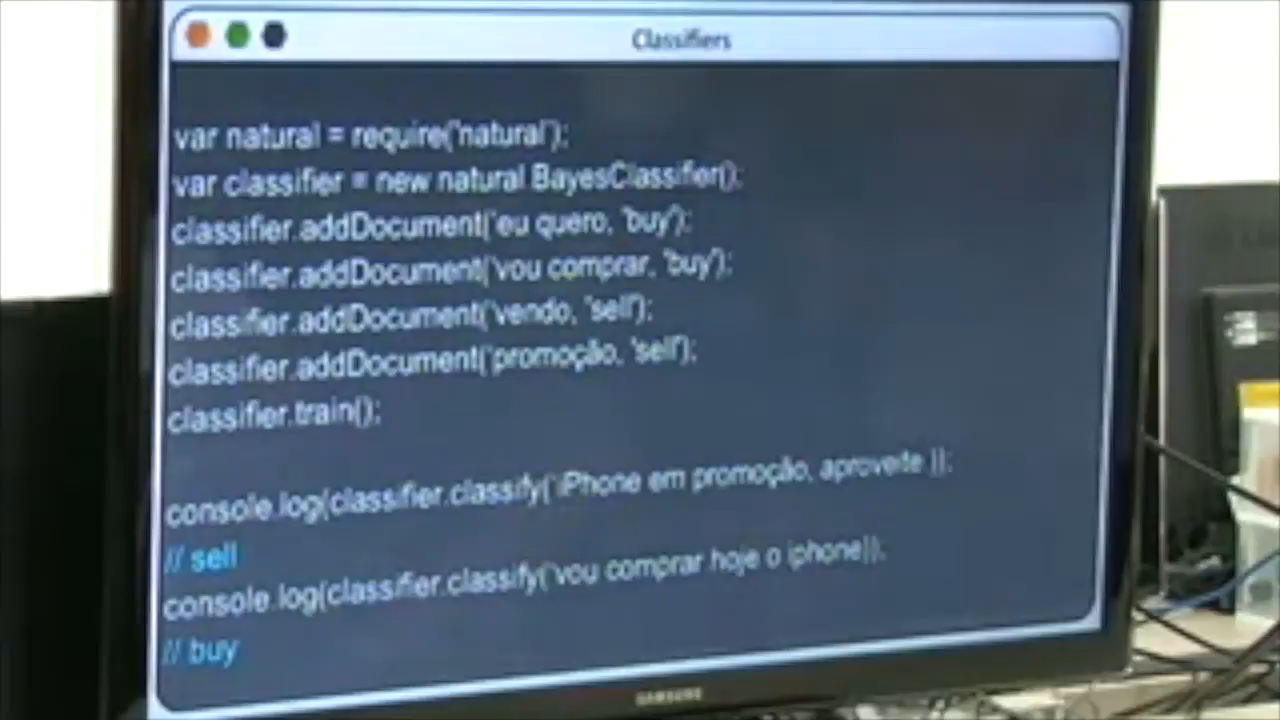 Classifiers
var natural = require('natural');
var classifier = new natural.BayesClassifier();
classifier.addDocument('eu quero, 'buy');
classifier.addDocument('vou comprar, 'buy');
classifier.addDocument('vendo, 'sell');
classifier.addDocument('promoção, 'sell');
classifier.train();
console.log(classifier.classify('iPhone em promoção, aproveite ));
// sell
console.log(classifier.classify('vou comprar hoje o iphone));
// buy
SAMSUNG